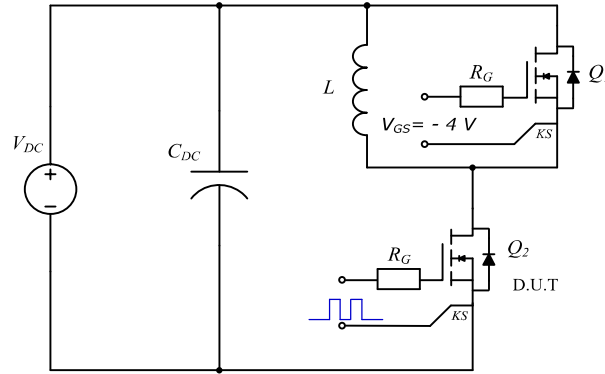 Q
R_G
L
V_GS = - 4 V
KS
V_DC
C_DC
Q_2
R_G
D.U.T
KS